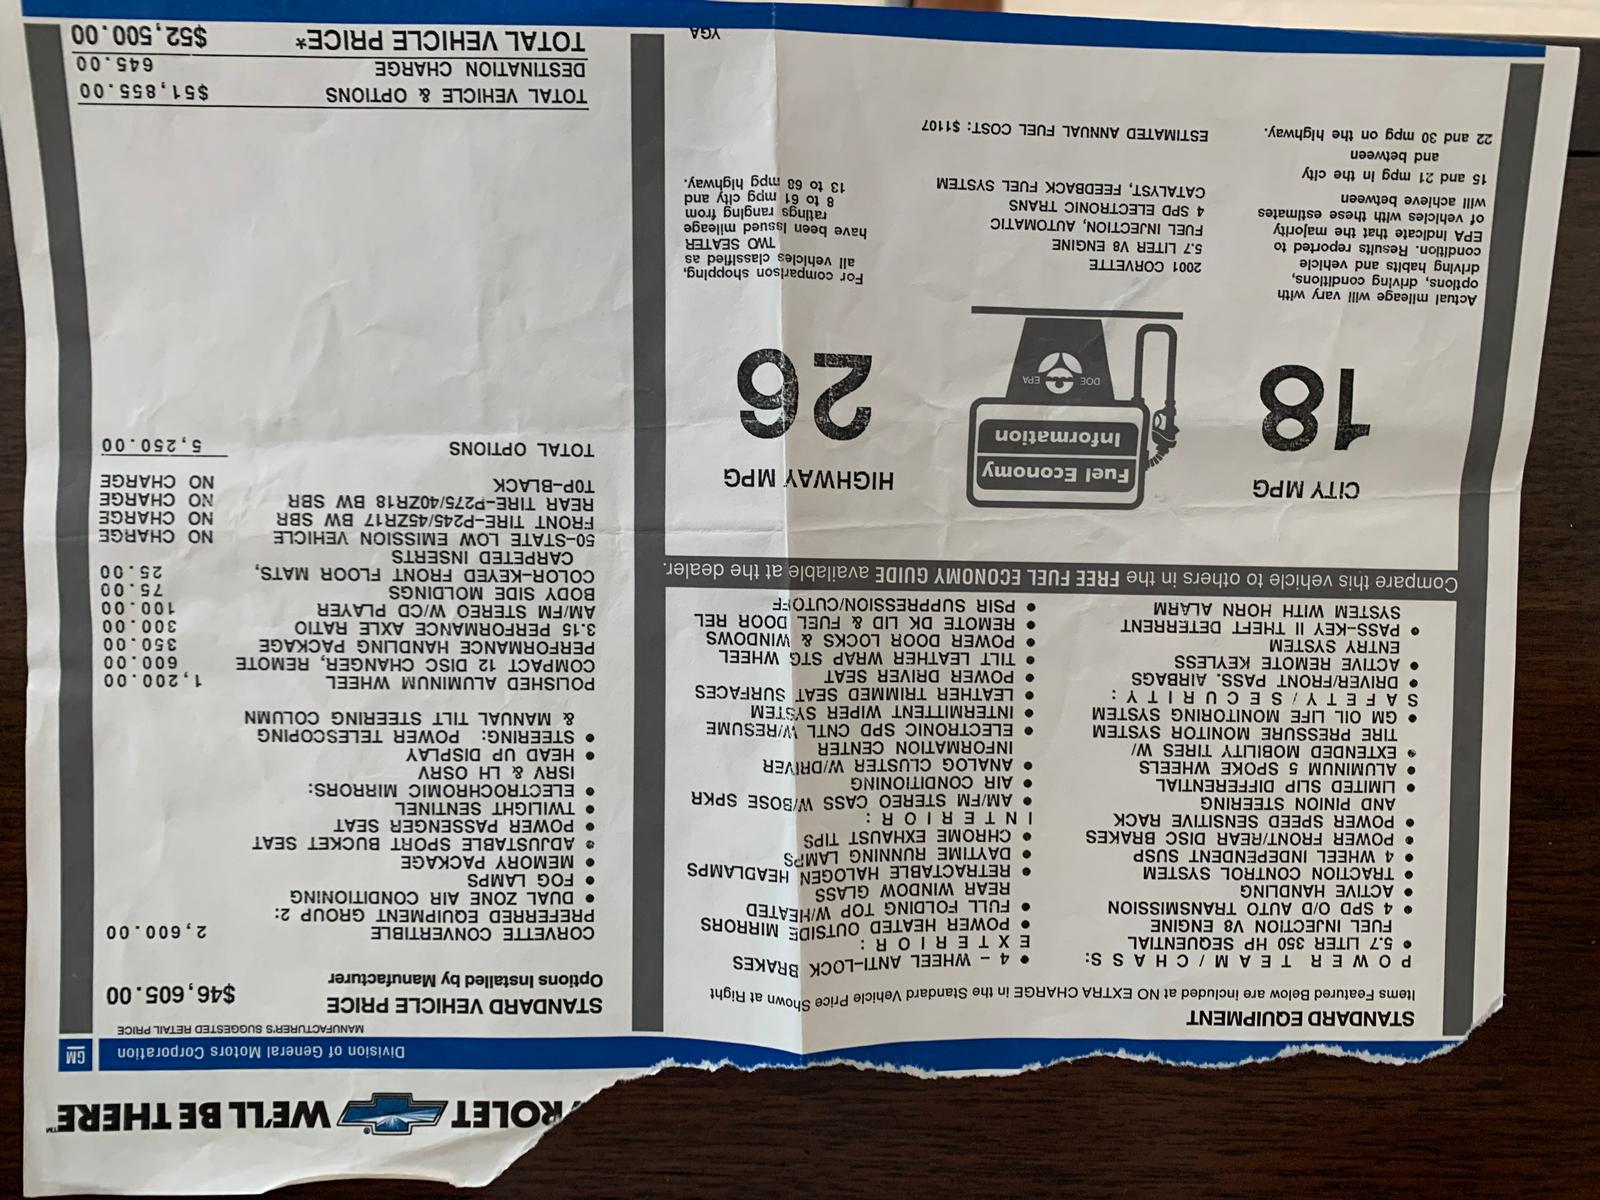 ROLET WE'LL BE THERE™
Division of General Motors Corporation GM
MANUFACTURER'S SUGGESTED RETAIL PRICE
STANDARD EQUIPMENT
Items Featured Below are included at NO EXTRA CHARGE in the Standard Vehicle Price Shown at Right
P O W E R T E A M / C H A S S:
• 5.7 LITER 350 HP SEQUENTIAL
FUEL INJECTION V8 ENGINE
• 4 SPD O/D AUTO TRANSMISSION
• ACTIVE HANDLING
• TRACTION CONTROL SYSTEM
• 4 WHEEL INDEPENDENT SUSP
• POWER FRONT/REAR DISC BRAKES
• POWER SPEED SENSITIVE RACK
AND PINION STEERING
• LIMITED SLIP DIFFERENTIAL
• ALUMINUM 5 SPOKE WHEELS
• EXTENDED MOBILITY TIRES W/
TIRE PRESSURE MONITOR SYSTEM
• GM OIL LIFE MONITORING SYSTEM
S A F E T Y / S E C U R I T Y :
• DRIVER/FRONT PASS. AIRBAGS
• ACTIVE REMOTE KEYLESS
ENTRY SYSTEM
• PASS-KEY II THEFT DETERRENT
SYSTEM WITH HORN ALARM
• 4 - WHEEL ANTI-LOCK BRAKES
E X T E R I O R :
• POWER HEATED OUTSIDE MIRRORS
• FULL FOLDING TOP W/HEATED
REAR WINDOW GLASS
• RETRACTABLE HALOGEN HEADLAMPS
• DAYTIME RUNNING LAMPS
• CHROME EXHAUST TIPS
I N T E R I O R :
• AM/FM STEREO CASS W/BOSE SPKR
• AIR CONDITIONING
• ANALOG CLUSTER W/DRIVER
INFORMATION CENTER
• ELECTRONIC SPD CNTL W/RESUME
• INTERMITTENT WIPER SYSTEM
• LEATHER TRIMMED SEAT SURFACES
• POWER DRIVER SEAT
• TILT LEATHER WRAP STG WHEEL
• POWER DOOR LOCKS & WINDOWS
• REMOTE DK LID & FUEL DOOR REL
• PSIR SUPPRESSION/CUTOFF
Compare this vehicle to others in the FREE FUEL ECONOMY GUIDE available at the dealer.
CITY MPG
18
Fuel Economy
Information
DOE EPA
HIGHWAY MPG
26
Actual mileage will vary with
options, driving conditions,
driving habits and vehicle
condition. Results reported to
EPA indicate that the majority
of vehicles with these estimates
will achieve between
15 and 21 mpg in the city
and between
22 and 30 mpg on the highway.
2001 CORVETTE
5.7 LITER V8 ENGINE
FUEL INJECTION, AUTOMATIC
4 SPD ELECTRONIC TRANS
CATALYST, FEEDBACK FUEL SYSTEM
ESTIMATED ANNUAL FUEL COST: $1107
For comparison shopping,
all vehicles classified as
TWO SEATER
have been issued mileage
ratings ranging from
8 to 61 mpg city and
13 to 68 mpg highway.
YGA
STANDARD VEHICLE PRICE $46,605.00
Options Installed by Manufacturer
CORVETTE CONVERTIBLE 2,600.00
PREFERRED EQUIPMENT GROUP 2:
• DUAL ZONE AIR CONDITIONING
• FOG LAMPS
• MEMORY PACKAGE
• ADJUSTABLE SPORT BUCKET SEAT
• POWER PASSENGER SEAT
• TWILIGHT SENTINEL
• ELECTROCHROMIC MIRRORS:
ISRV & LH OSRV
• HEAD UP DISPLAY
• STEERING: POWER TELESCOPING
& MANUAL TILT STEERING COLUMN
POLISHED ALUMINUM WHEEL 1,200.00
COMPACT 12 DISC CHANGER, REMOTE 600.00
PERFORMANCE HANDLING PACKAGE 350.00
3.15 PERFORMANCE AXLE RATIO 300.00
AM/FM STEREO W/CD PLAYER 100.00
BODY SIDE MOLDINGS 75.00
COLOR-KEYED FRONT FLOOR MATS, 25.00
CARPETED INSERTS
50-STATE LOW EMISSION VEHICLE NO CHARGE
FRONT TIRE-P245/45ZR17 BW SBR NO CHARGE
REAR TIRE-P275/40ZR18 BW SBR NO CHARGE
TOP-BLACK NO CHARGE
TOTAL OPTIONS 5,250.00
TOTAL VEHICLE & OPTIONS $51,855.00
DESTINATION CHARGE 645.00
TOTAL VEHICLE PRICE* $52,500.00